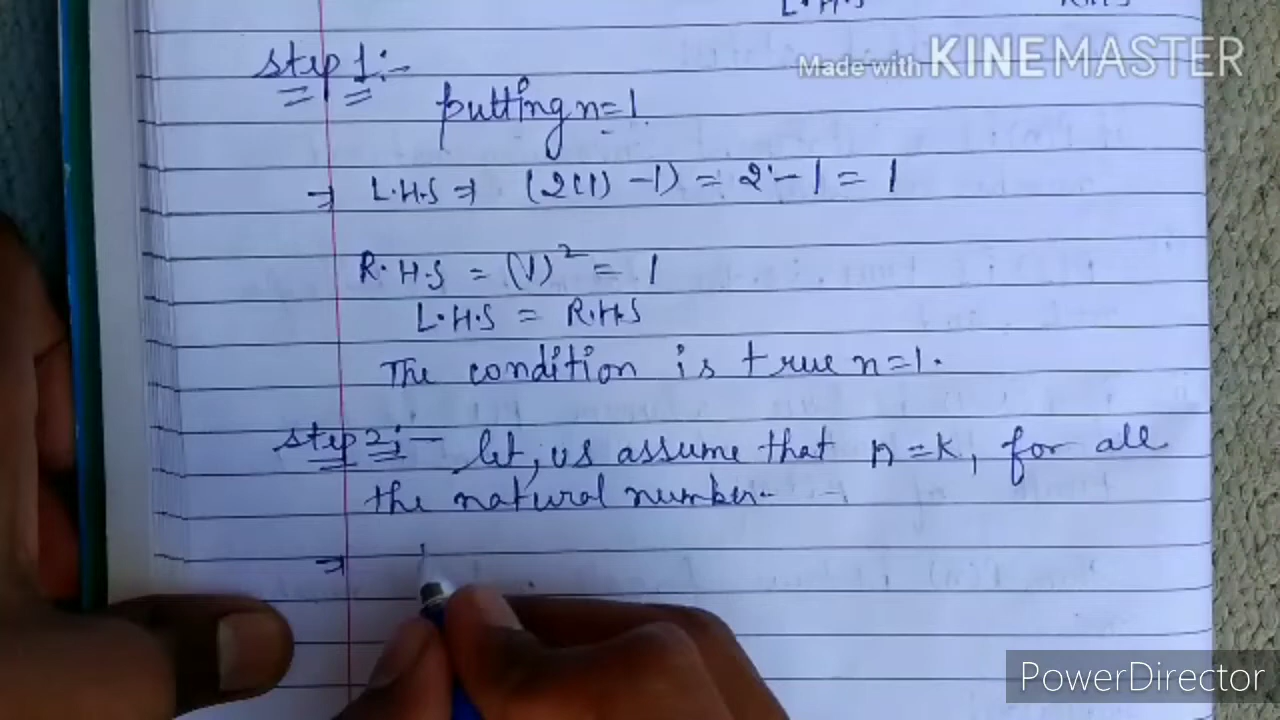 L.H.S R.H.S
Made with KINEMASTER
step 1:-
putting n=1.
⇒ L.H.S ⇒ (2(1) -1) = 2-1 = 1
R.H.S = (1)² = 1
L.H.S = R.H.S
The condition is true n=1.
step 2:- let, us assume that n=k, for all
the natural number.
⇒ 1
PowerDirector